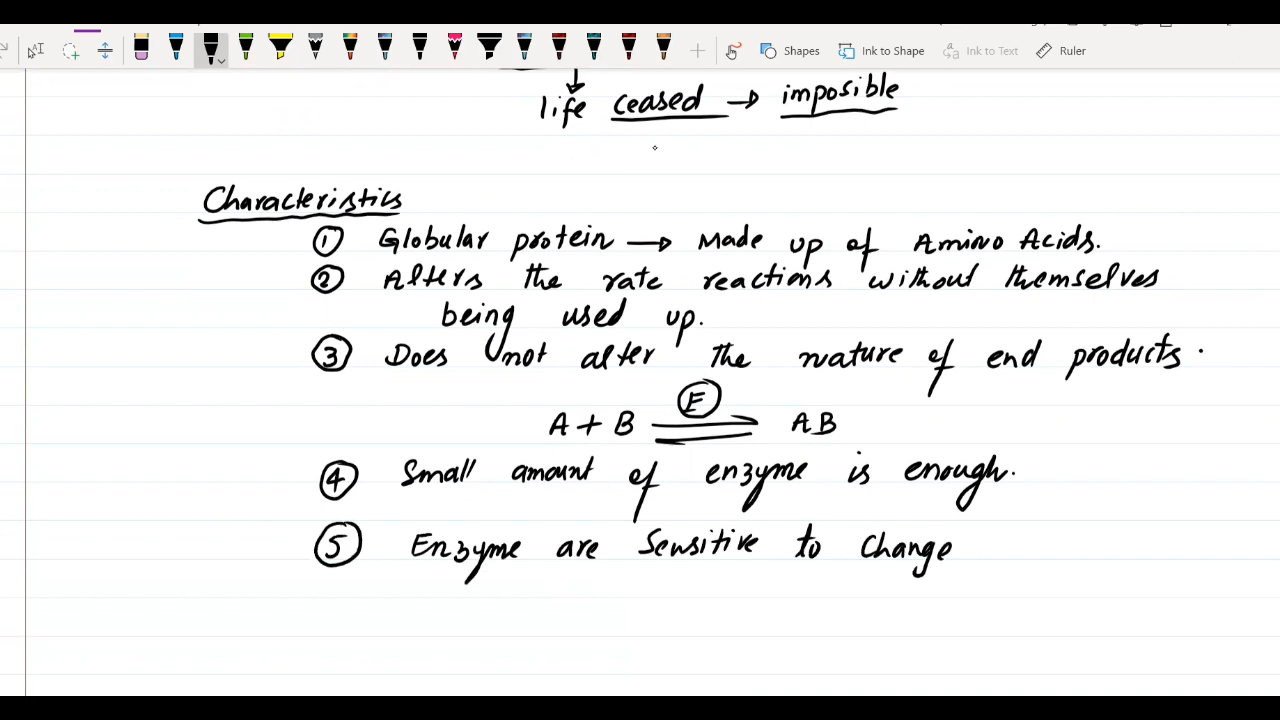 Shapes Ink to Shape Ink to Text Ruler
life ceased → imposible
Characteristics
① Globular protein → Made up of Amino Acids.
② Alters the rate reactions without themselves
being used up.
③ Does not alter the nature of end products.
E
A + B ⇌ AB
④ Small amount of enzyme is enough.
⑤ Enzyme are Sensitive to Change